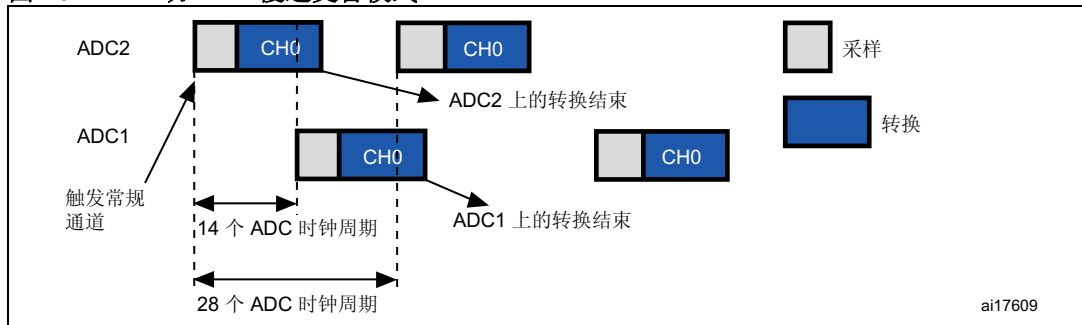 ADC2
CH0
CH0
采样
ADC2 上的转换结束
ADC1
CH0
CH0
转换
触发常规
通道
ADC1 上的转换结束
14 个 ADC 时钟周期
28 个 ADC 时钟周期
ai17609